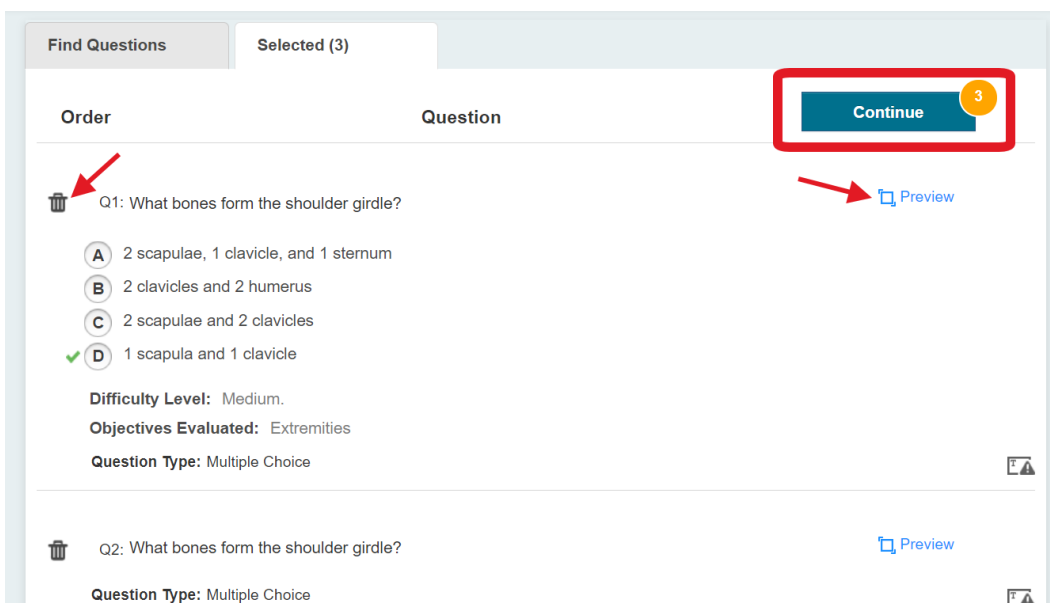 Find Questions
Selected (3)
Order
Question
Continue
3
Q1: What bones form the shoulder girdle?
Preview
A 2 scapulae, 1 clavicle, and 1 sternum
B 2 clavicles and 2 humerus
C 2 scapulae and 2 clavicles
D 1 scapula and 1 clavicle
Difficulty Level: Medium.
Objectives Evaluated: Extremities
Question Type: Multiple Choice
T
Q2: What bones form the shoulder girdle?
Preview
Question Type: Multiple Choice
T